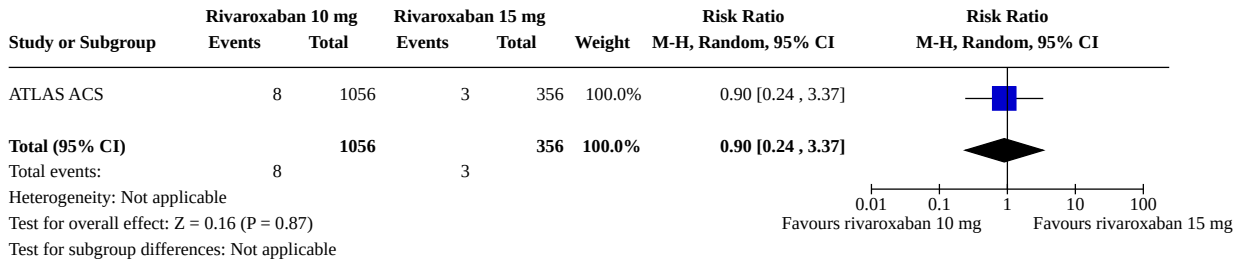 Rivaroxaban 10 mg Rivaroxaban 15 mg Risk Ratio Risk Ratio
Study or Subgroup Events Total Events Total Weight M-H, Random, 95% CI M-H, Random, 95% CI
ATLAS ACS 8 1056 3 356 100.0% 0.90 [0.24 , 3.37]
Total (95% CI) 1056 356 100.0% 0.90 [0.24 , 3.37]
Total events: 8 3
Heterogeneity: Not applicable
0.01 0.1 1 10 100
Test for overall effect: Z = 0.16 (P = 0.87)
Favours rivaroxaban 10 mg Favours rivaroxaban 15 mg
Test for subgroup differences: Not applicable